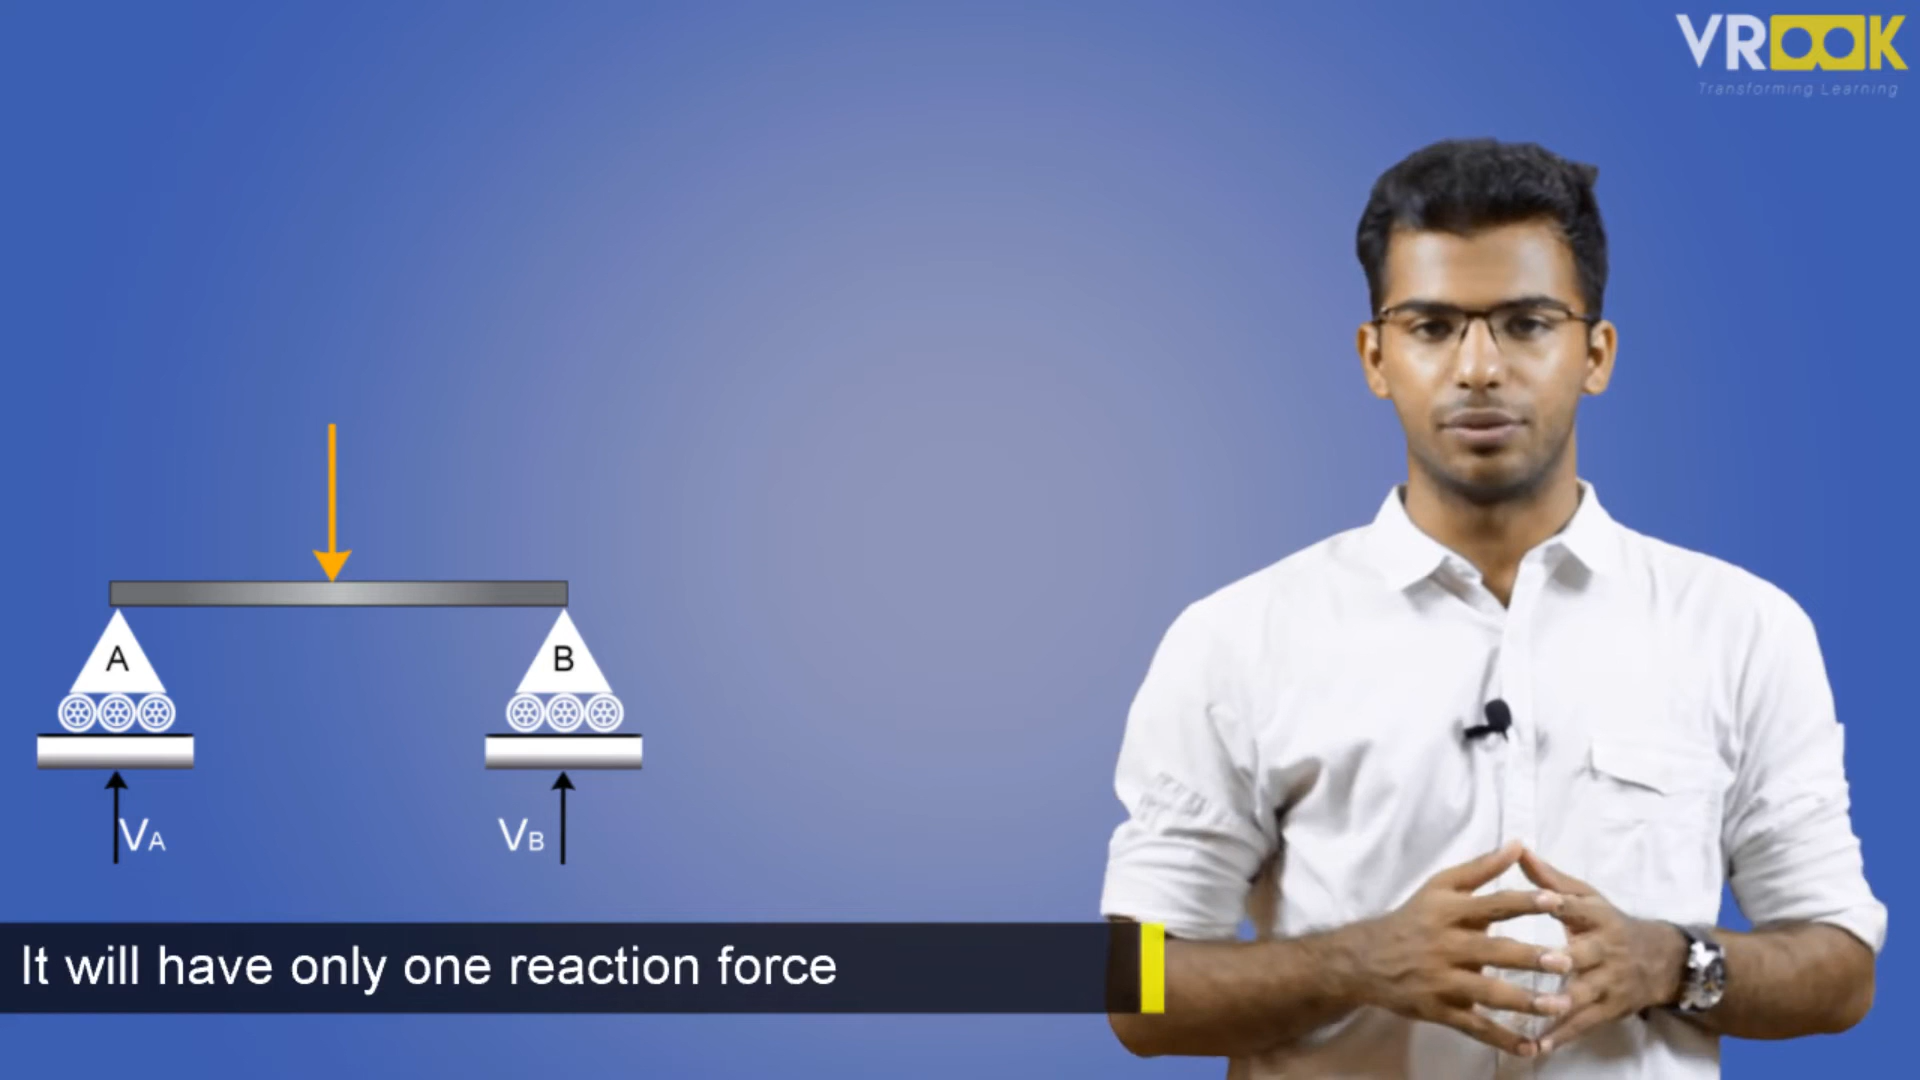 VROOK
Transforming Learning
A
B
VA
VB
It will have only one reaction force